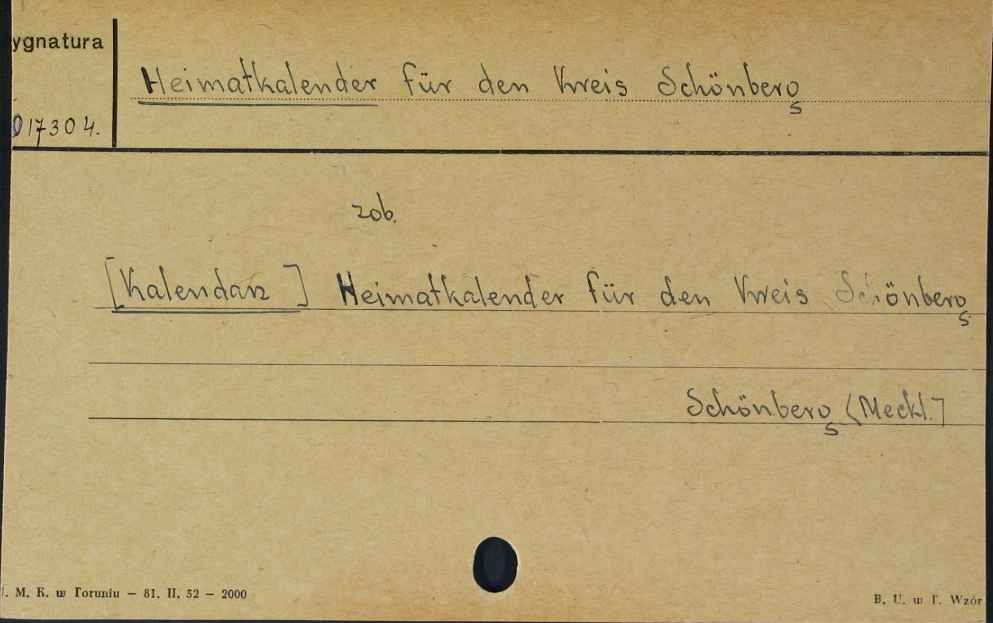 ygnatura
Heimatkalender für den Kreis Schönberg
017304.
zob.
[Kalendarz] Heimatkalender für den Kreis Schönberg
Schönberg (Meckl.]
. M. K. w Toruniu — 81. II. 52 — 2000
B. U. w T. Wzór